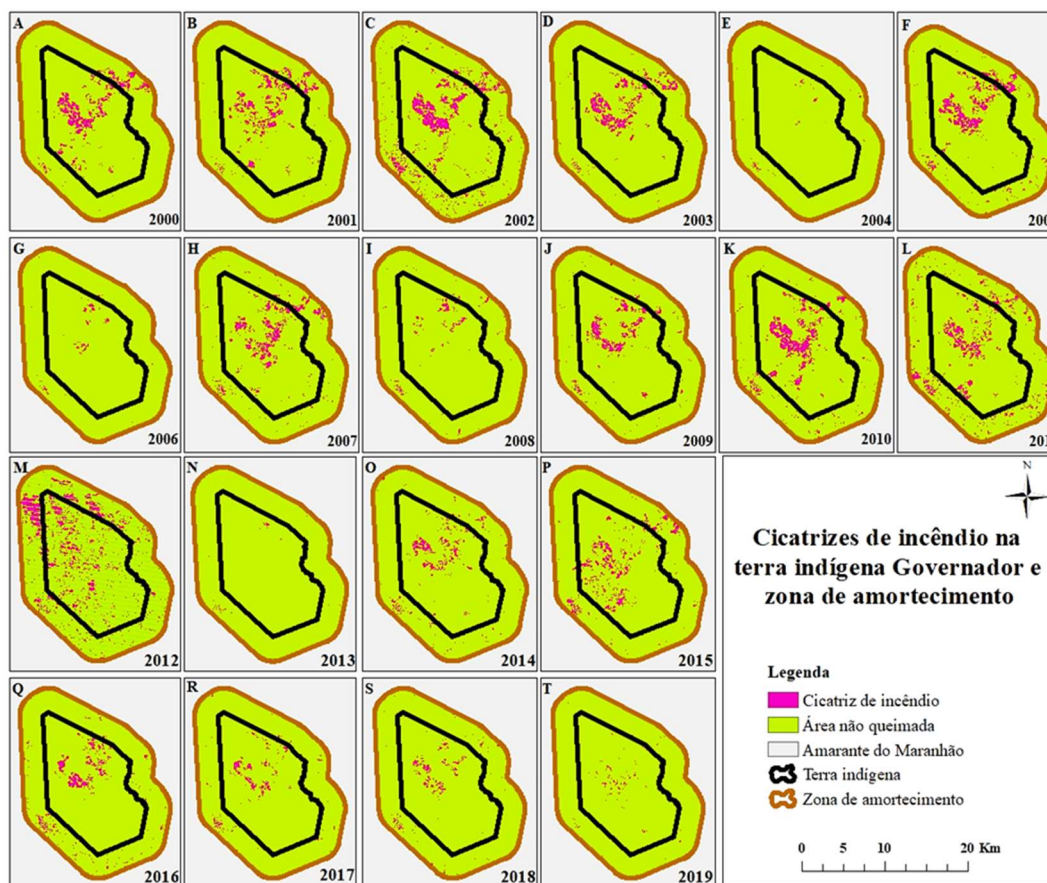 A
B
C
D
E
F
2000
2001
2002
2003
2004
200
G
H
I
J
K
L
2006
2007
2008
2009
2010
201
M
N
O
P
2012
2013
2014
2015
Q
R
S
T
2016
2017
2018
2019
N
Cicatrizes de incêndio na
terra indígena Governador e
zona de amortecimento
Legenda
Cicatriz de incêndio
Área não queimada
Amarante do Maranhão
Terra indígena
Zona de amortecimento
0 5 10 20 Km